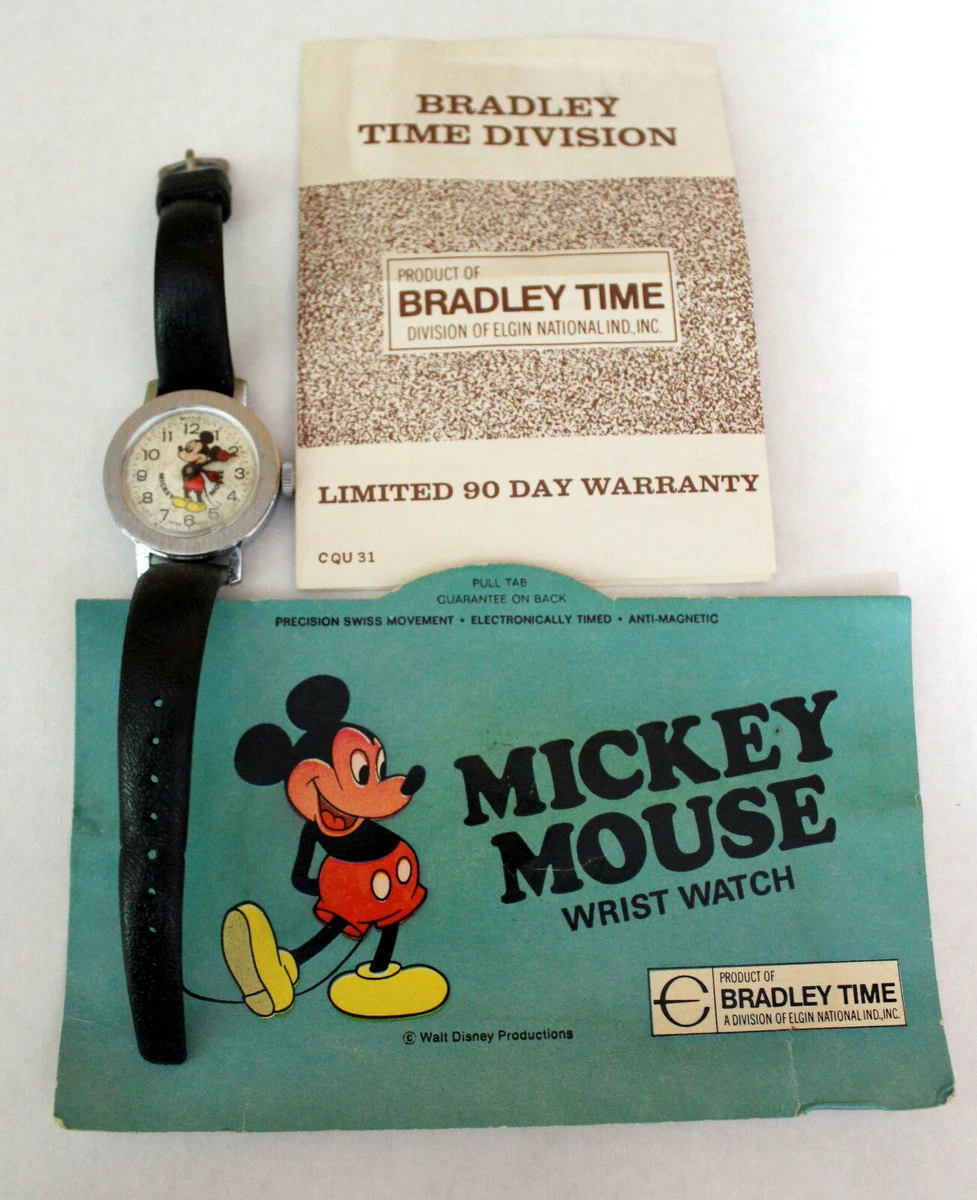 BRADLEY
TIME DIVISION
PRODUCT OF
BRADLEY TIME
DIVISION OF ELGIN NATIONAL IND., INC.
LIMITED 90 DAY WARRANTY
CQU 31
11 12 1
10 2
9 3
8 4
7 6 5
MICKEY
PULL TAB
GUARANTEE ON BACK
PRECISION SWISS MOVEMENT • ELECTRONICALLY TIMED • ANTI-MAGNETIC
MICKEY
MOUSE
WRIST WATCH
PRODUCT OF
BRADLEY TIME
A DIVISION OF ELGIN NATIONAL IND., INC.
© Walt Disney Productions